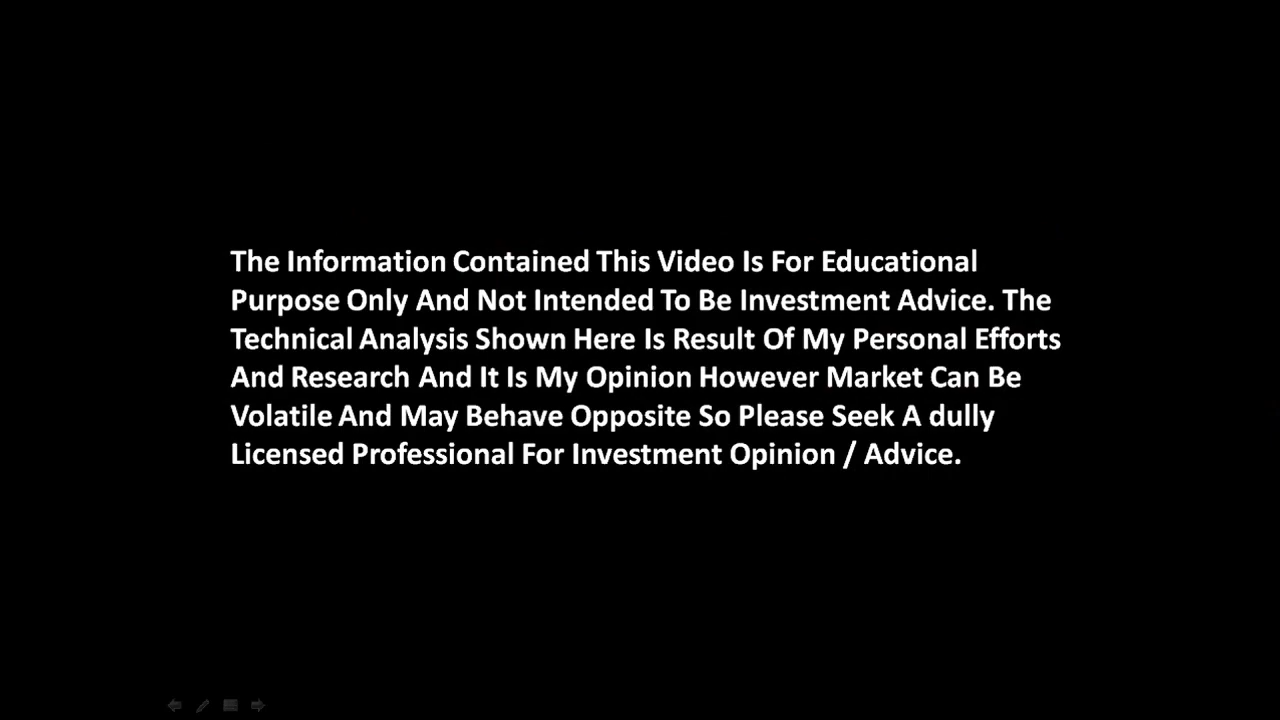 The Information Contained This Video Is For Educational
Purpose Only And Not Intended To Be Investment Advice. The
Technical Analysis Shown Here Is Result Of My Personal Efforts
And Research And It Is My Opinion However Market Can Be
Volatile And May Behave Opposite So Please Seek A dully
Licensed Professional For Investment Opinion / Advice.